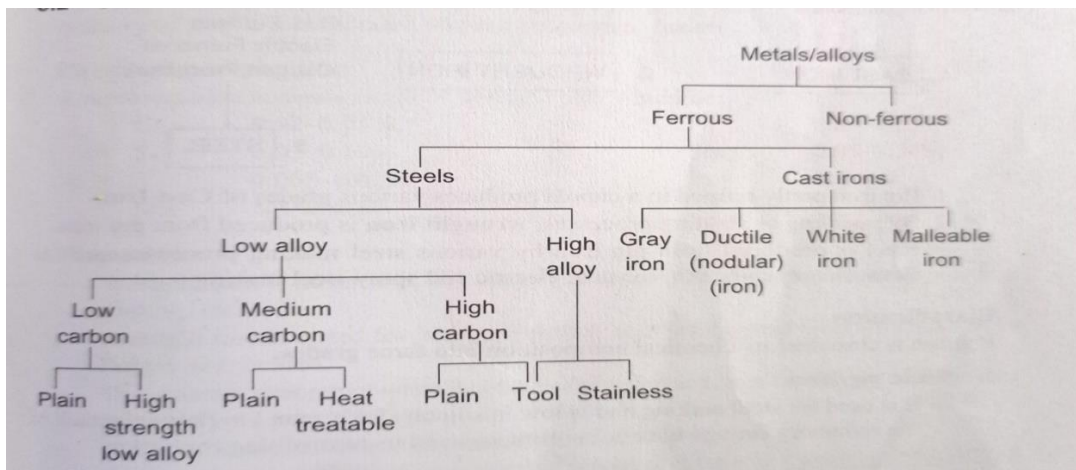 Metals/alloys
Ferrous Non-ferrous
Steels Cast irons
Low alloy High alloy Gray iron Ductile (nodular) (iron) White iron Malleable iron
Low carbon Medium carbon High carbon
Plain High strength low alloy Plain Heat treatable Plain Tool Stainless